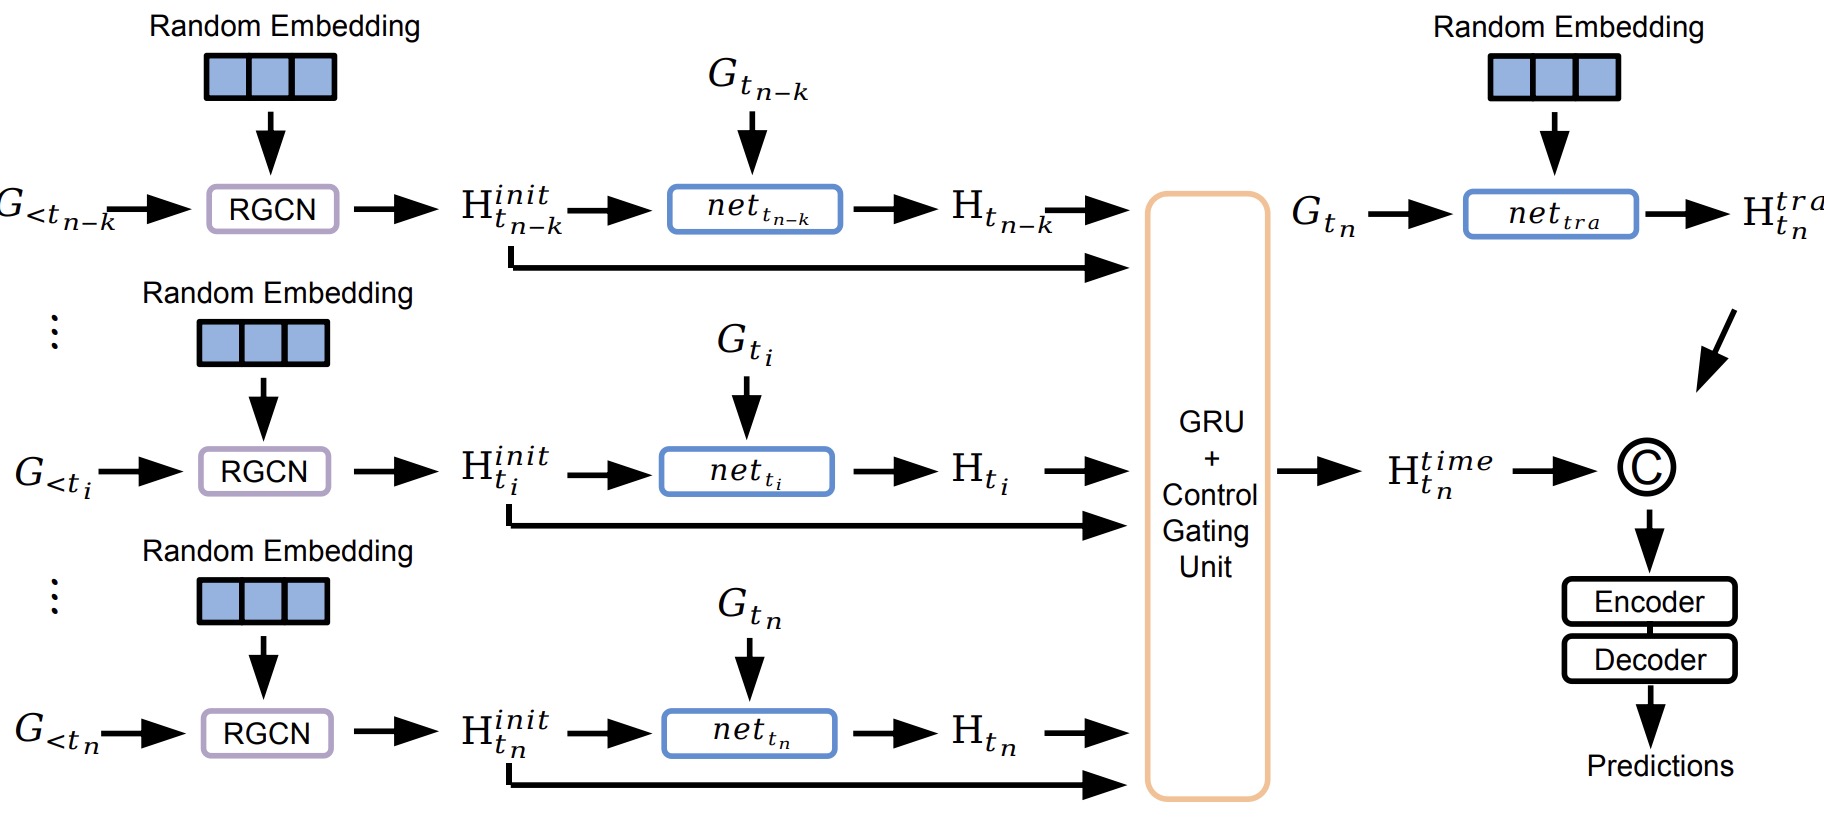 Random Embedding
Random Embedding
G_{t_{n-k}}
G_{<t_{n-k}} RGCN H^{init}_{t_{n-k}} net_{t_{n-k}} H_{t_{n-k}} G_{t_n} net_{tra} H^{tra}_{t_n}
Random Embedding
⋮
G_{t_i}
G_{<t_i} RGCN H^{init}_{t_i} net_{t_i} H_{t_i}
GRU
+
Control
Gating
Unit
H^{time}_{t_n} C
Random Embedding
⋮
G_{t_n}
Encoder
Decoder
G_{<t_n} RGCN H^{init}_{t_n} net_{t_n} H_{t_n}
Predictions